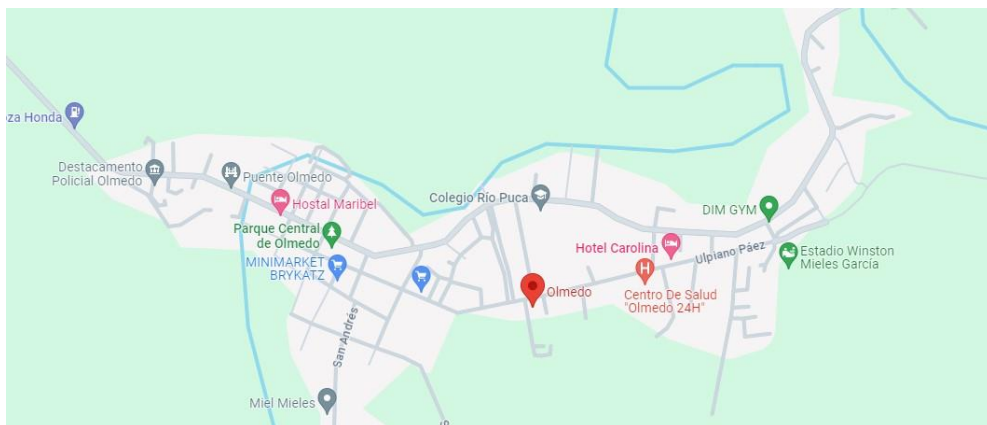 oza Honda
Destacamento
Policial Olmedo
Puente Olmedo
Hostal Maribel
Parque Central
de Olmedo
MINIMARKET
BRYKATZ
San Andrés
Miel Mieles
Colegio Río Puca
Olmedo
DIM GYM
Hotel Carolina
Ulpiano Páez
Estadio Winston
Mieles García
H
Centro De Salud
"Olmedo 24H"